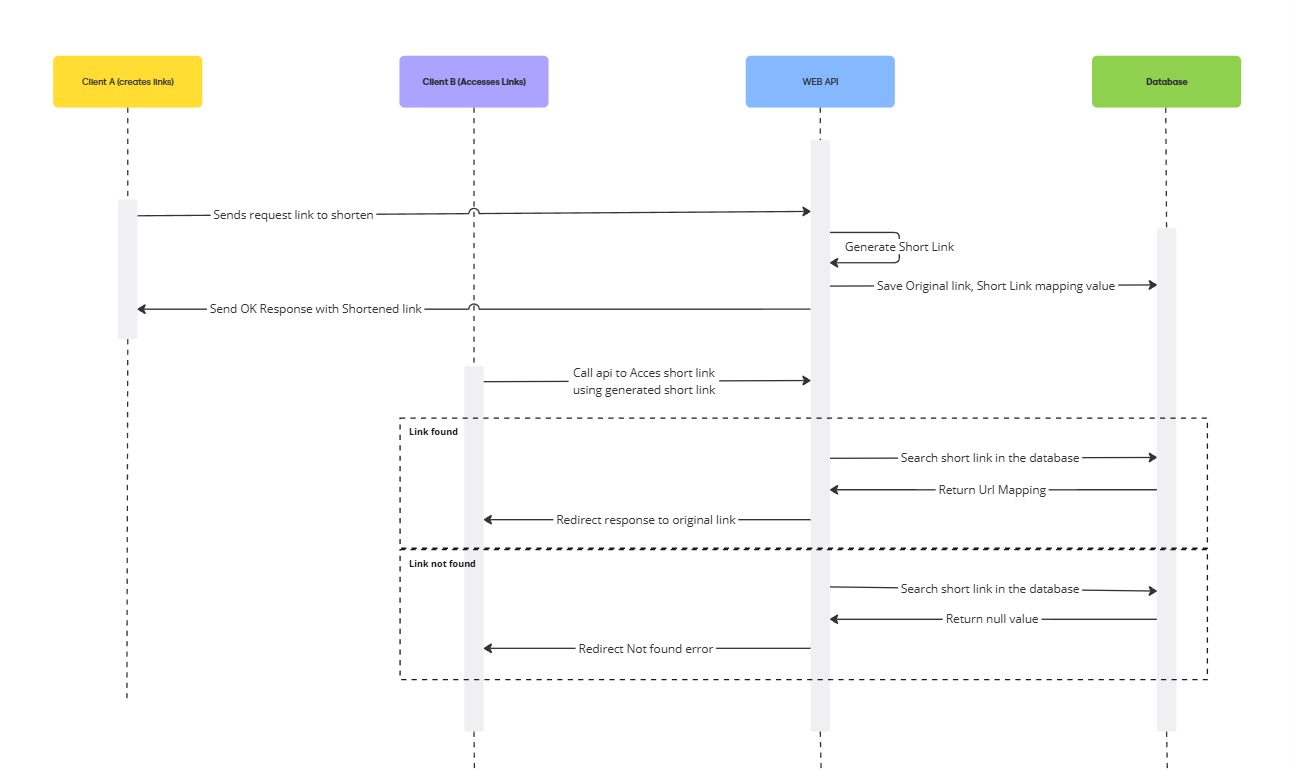 Client A (creates links)
Client B (Accesses Links)
WEB API
Database
Sends request link to shorten
Generate Short Link
Save Original link, Short Link mapping value
Send OK Response with Shortened link
Call api to Acces short link
using generated short link
Link found
Search short link in the database
Return Url Mapping
Redirect response to original link
Link not found
Search short link in the database
Return null value
Redirect Not found error